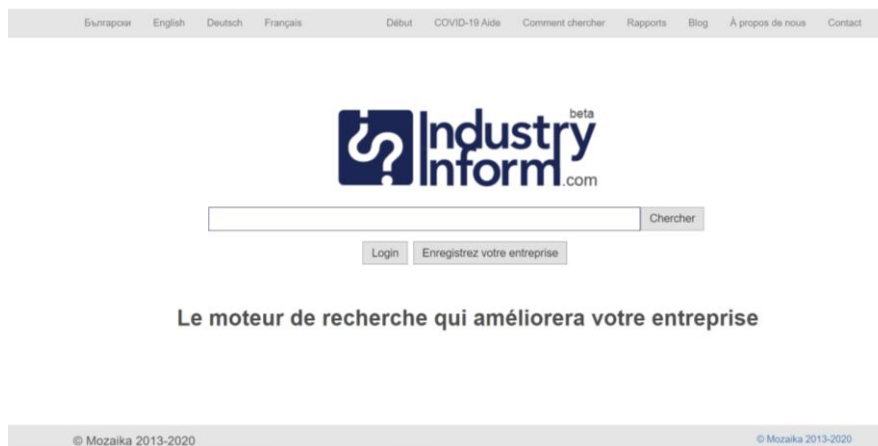 Български English Deutsch Français Début COVID-19 Aide Comment chercher Rapports Blog À propos de nous Contact
beta
Industry
Inform.com
Chercher
Login Enregistrez votre entreprise
Le moteur de recherche qui améliorera votre entreprise
© Mozaika 2013-2020 © Mozaika 2013-2020